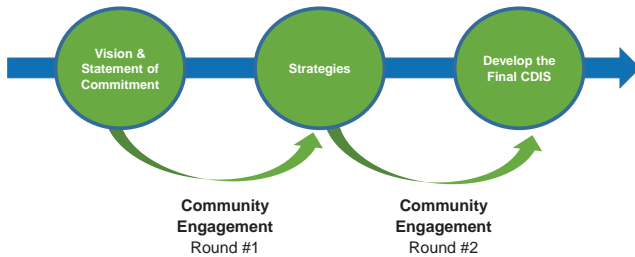 Vision &
Statement of
Commitment
Strategies
Develop the
Final CDIS
Community
Engagement
Round #1
Community
Engagement
Round #2